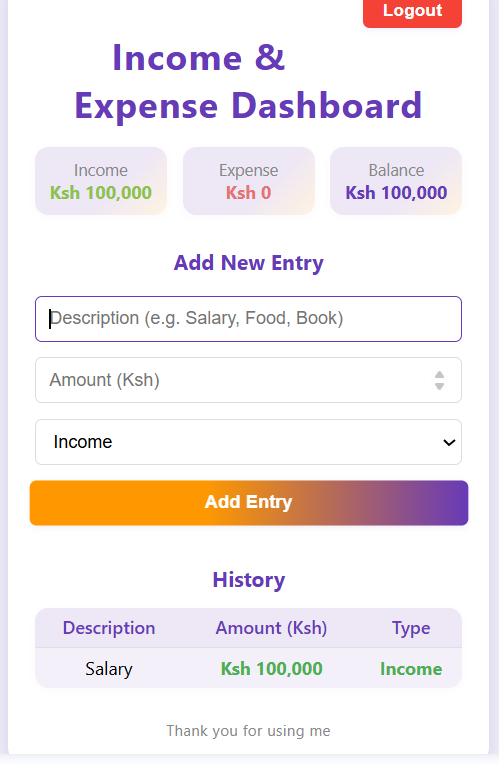 Logout
Income &
Expense Dashboard
Income Expense Balance
Ksh 100,000 Ksh 0 Ksh 100,000
Add New Entry
Description (e.g. Salary, Food, Book)
Amount (Ksh)
Income
Add Entry
History
Description Amount (Ksh) Type
Salary Ksh 100,000 Income
Thank you for using me